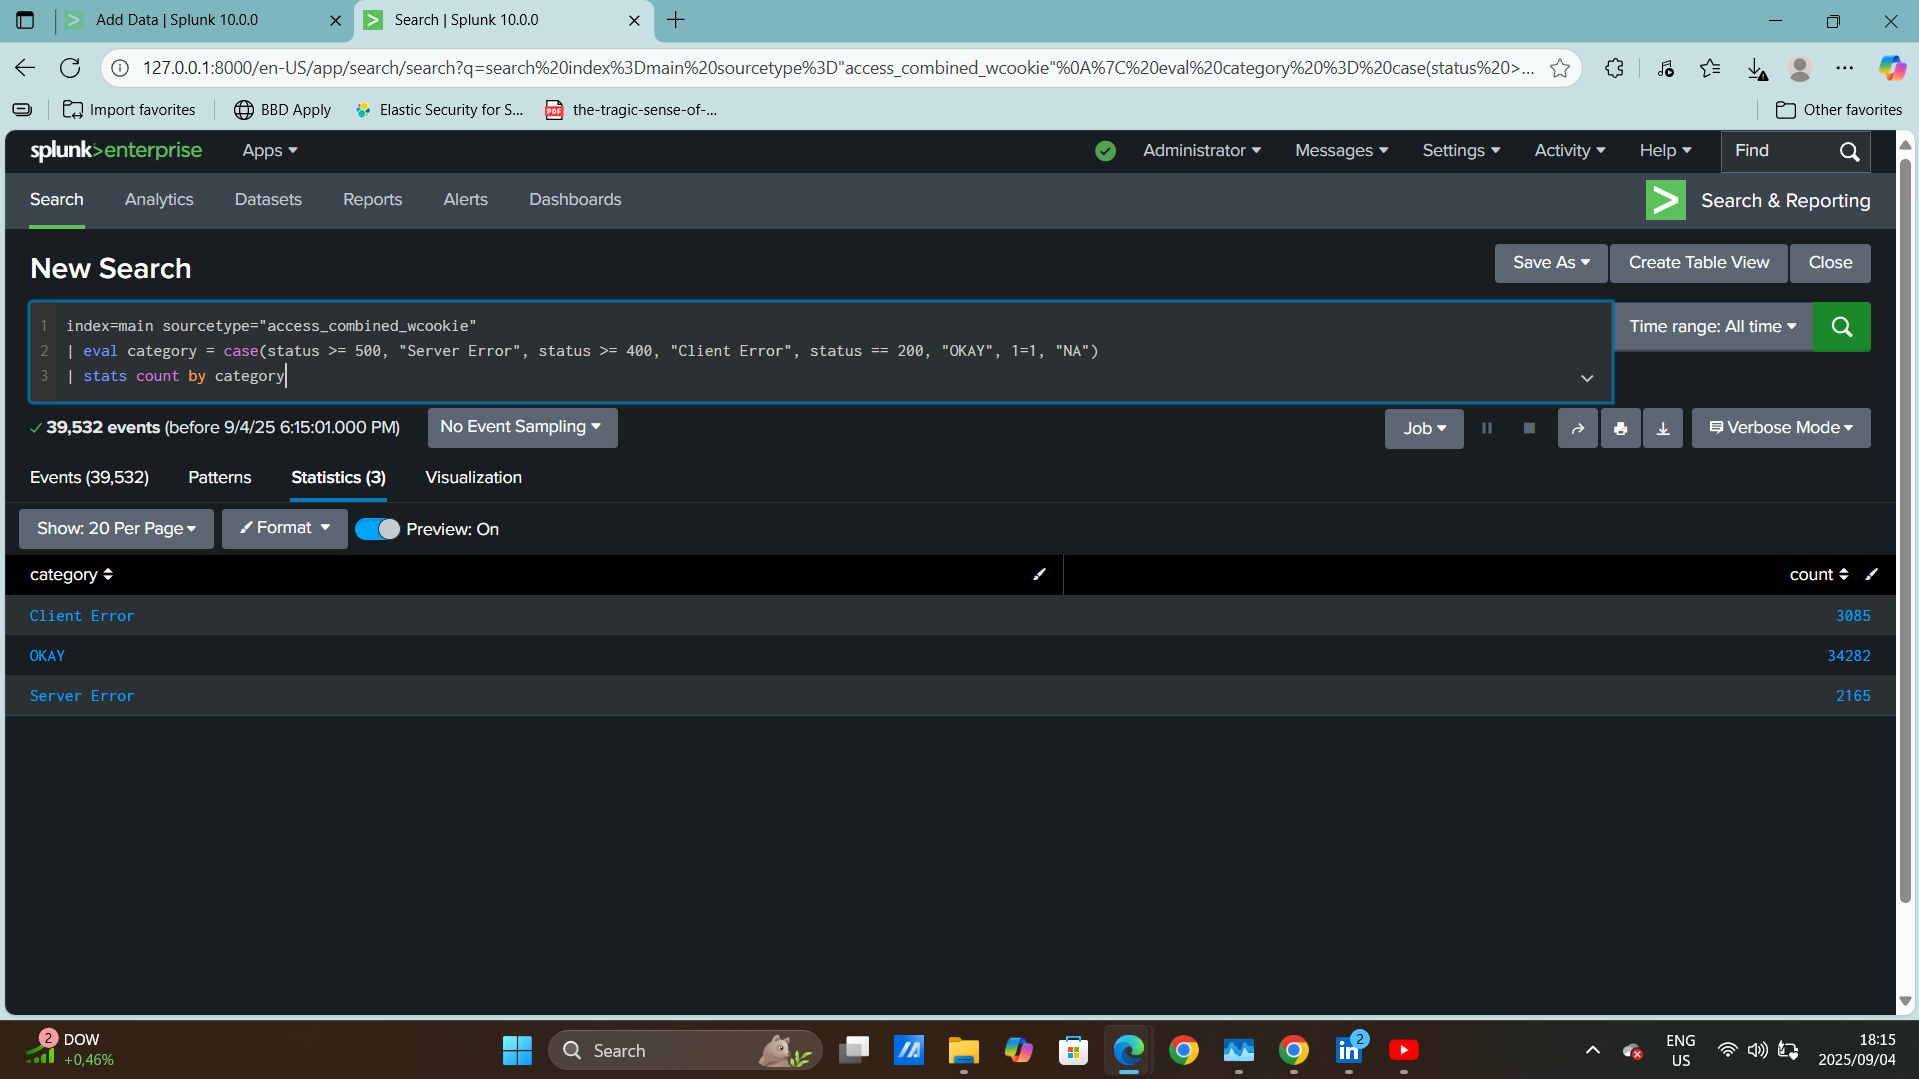 Add Data | Splunk 10.0.0
Search | Splunk 10.0.0
127.0.0.1:8000/en-US/app/search/search?q=search%20index%3Dmain%20sourcetype%3D"access_combined_wcookie"%0A%7C%20eval%20category%20%3D%20case(status%20>...
Import favorites
BBD Apply
Elastic Security for S...
PDF
the-tragic-sense-of-...
Other favorites
splunk>enterprise
Apps
Administrator
Messages
Settings
Activity
Help
Find
Search
Analytics
Datasets
Reports
Alerts
Dashboards
Search & Reporting
New Search
Save As
Create Table View
Close
1 index=main sourcetype="access_combined_wcookie"
2 | eval category = case(status >= 500, "Server Error", status >= 400, "Client Error", status == 200, "OKAY", 1=1, "NA")
3 | stats count by category
Time range: All time
39,532 events (before 9/4/25 6:15:01.000 PM)
No Event Sampling
Job
Verbose Mode
Events (39,532)
Patterns
Statistics (3)
Visualization
Show: 20 Per Page
Format
Preview: On
category
count
Client Error 3085
OKAY 34282
Server Error 2165
2
DOW
+0,46%
Search
in
2
ENG
US
18:15
2025/09/04